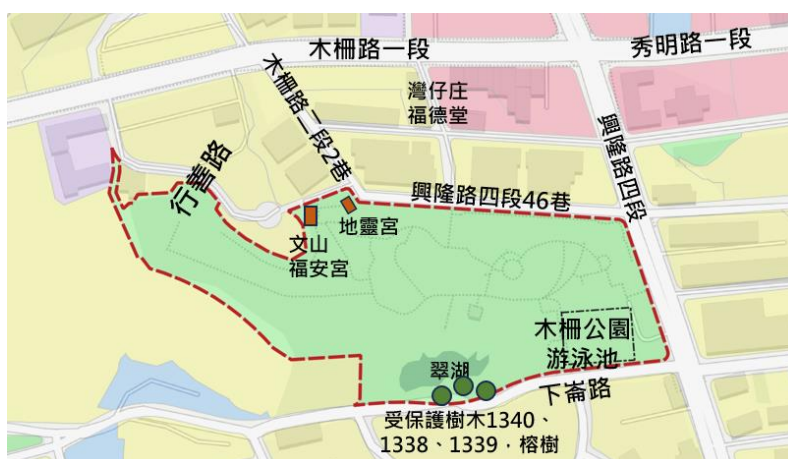 木柵路一段
秀明路一段
木柵路二段2巷
灣仔庄
福德堂
興隆路四段
行善路
興隆路四段46巷
地靈宮
文山
福安宮
木柵公園
游泳池
翠湖
下崙路
受保護樹木1340、
1338、1339，榕樹